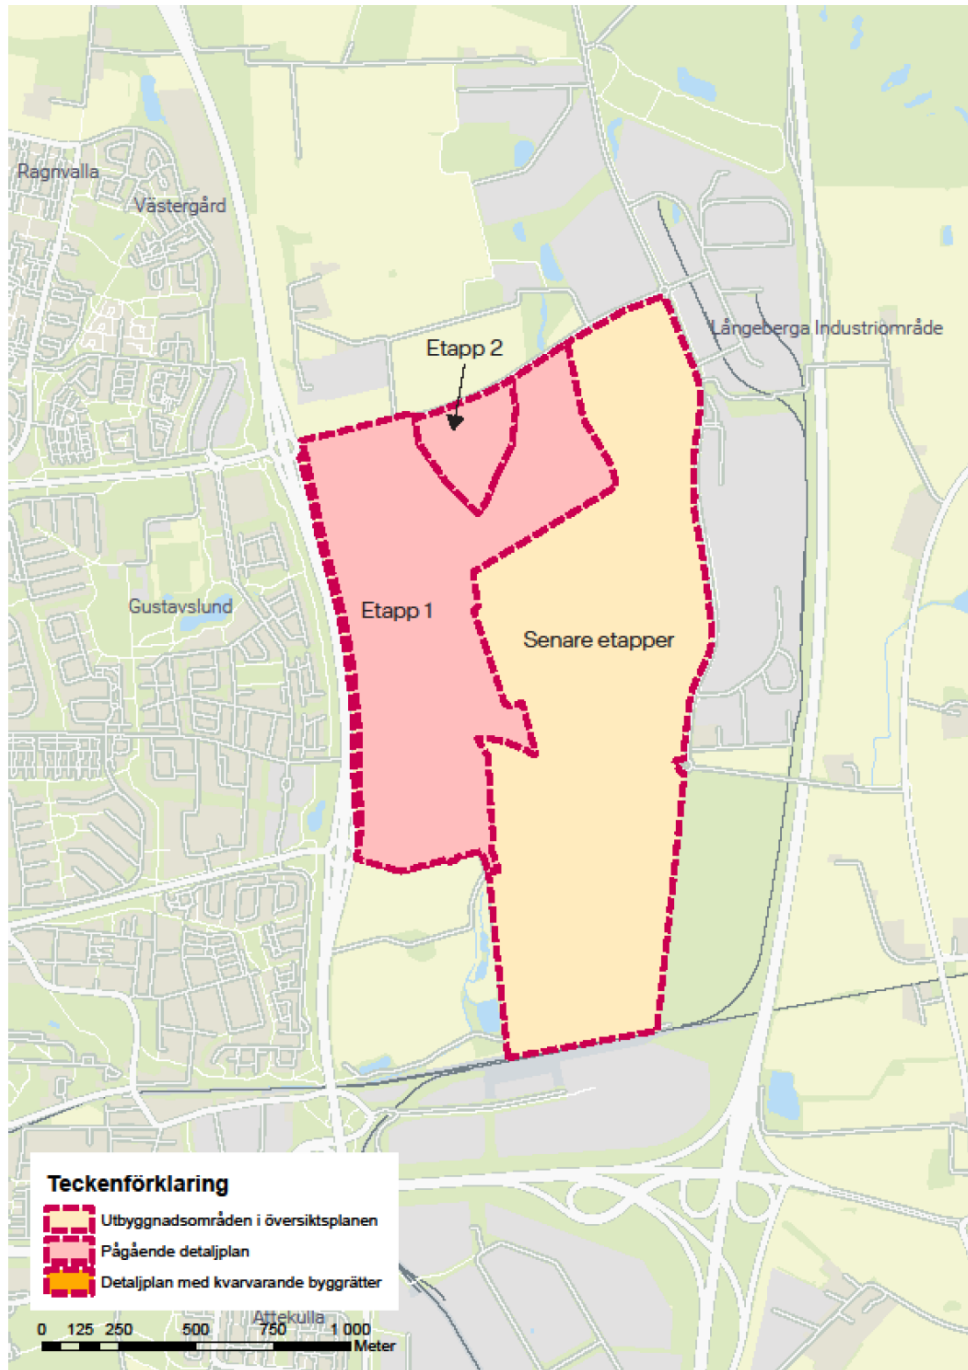 Ragnvalla
Västergård
Långeberga Industriområde
Etapp 2
Gustavslund
Etapp 1
Senare etapper
Teckenförklaring
Utbyggnadsområden i översiktsplanen
Pågående detaljplan
Detaljplan med kvarvarande byggrätter
Ättekulla
0 125 250 500 750 1 000
Meter